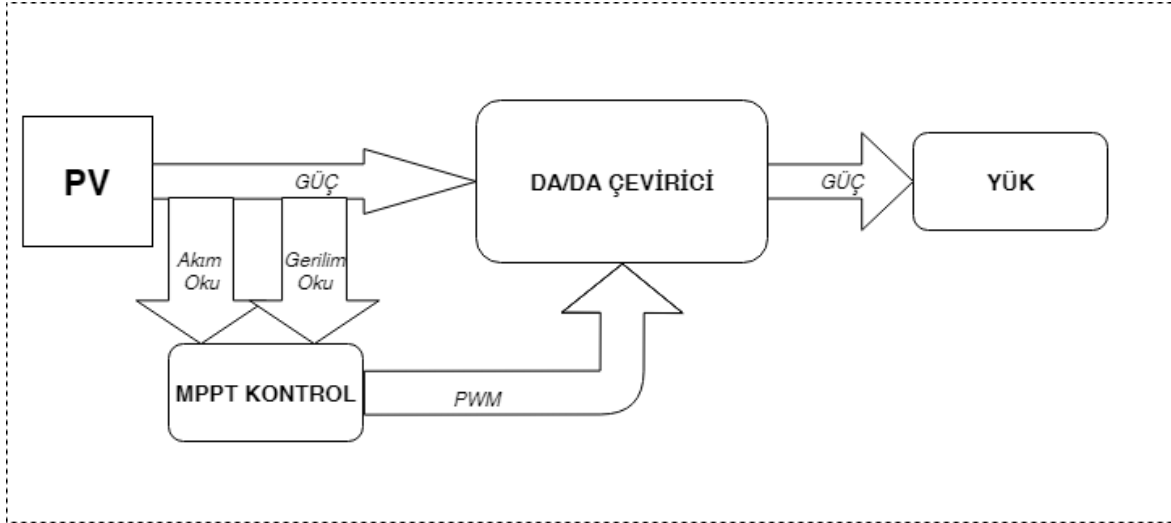 PV
GÜÇ
DA/DA ÇEVİRİCİ
GÜÇ
YÜK
Akım
Oku
Gerilim
Oku
MPPT KONTROL
PWM